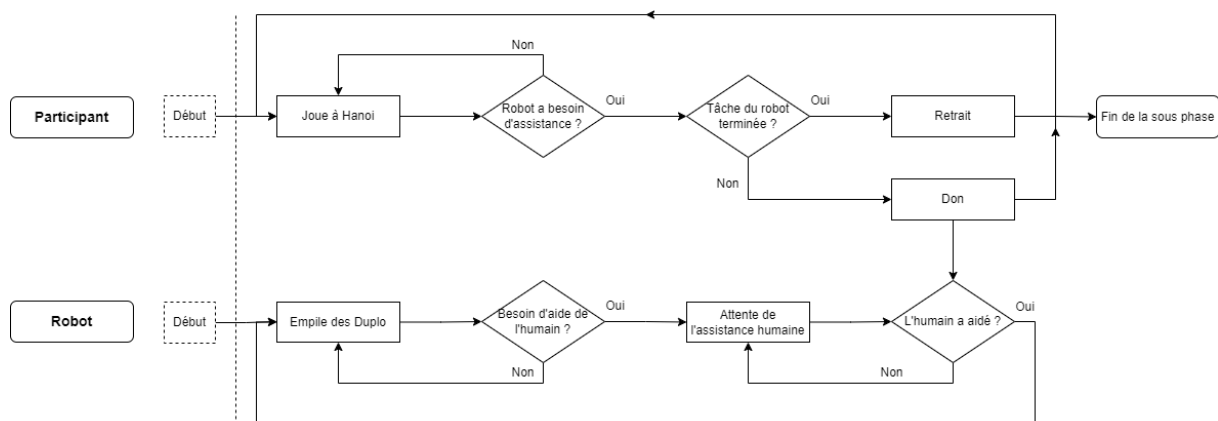 Non
Participant
Début
Joue à Hanoi
Robot a besoin
d'assistance ?
Oui
Tâche du robot
terminée ?
Oui
Retrait
Fin de la sous phase
Non
Don
Robot
Début
Empile des Duplo
Besoin d'aide de
l'humain ?
Oui
Attente de
l'assistance humaine
L'humain a aidé ?
Oui
Non
Non